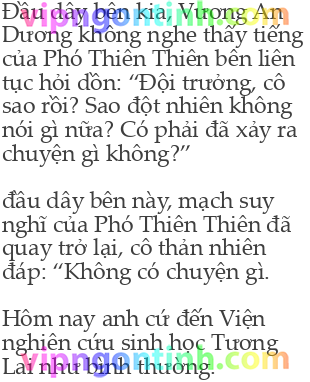 Đầu dây bên kia, Vương An
Dương không nghe thấy tiếng
của Phó Thiên Thiên bên liên
tục hỏi dồn: “Đội trưởng, cô
sao rồi? Sao đột nhiên không
nói gì nữa? Có phải đã xảy ra
chuyện gì không?”
đầu dây bên này, mạch suy
nghĩ của Phó Thiên Thiên đã
quay trở lại, cô thản nhiên
đáp: “Không có chuyện gì.
Hôm nay anh cứ đến Viện
nghiên cứu sinh học Tương
Lai như bình thường.
vipngontinh.com
vipngontinh.com